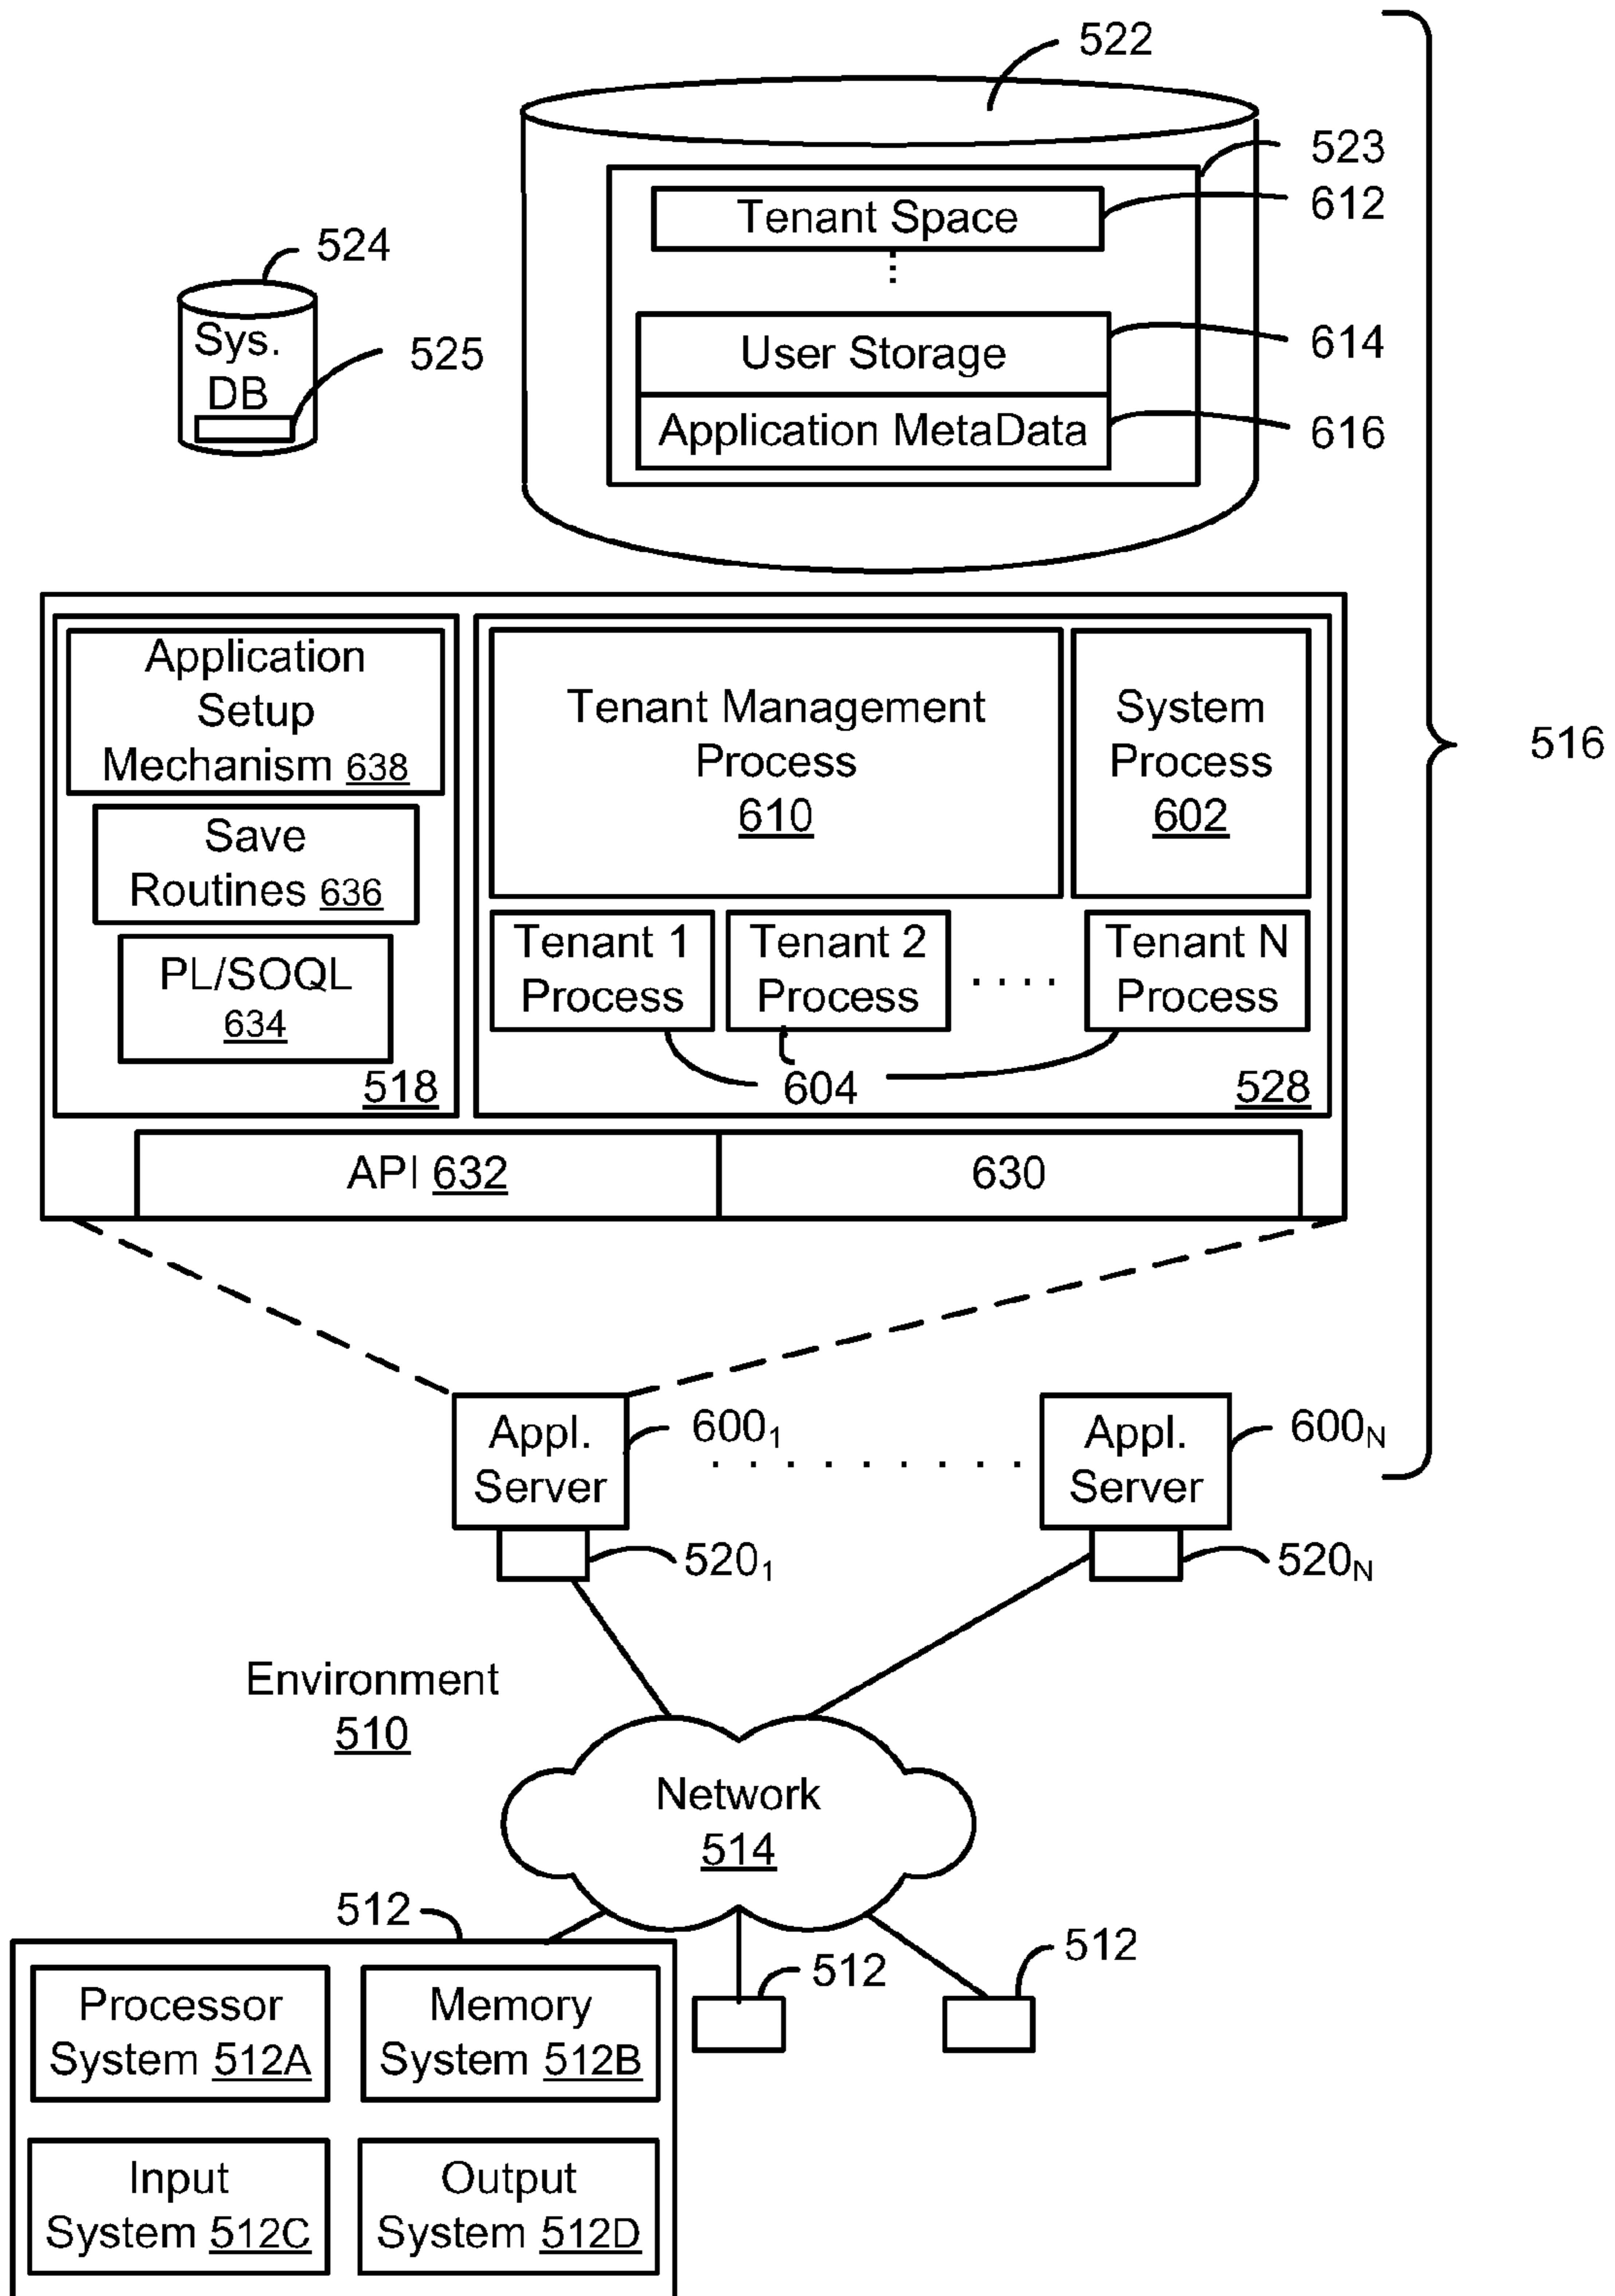 522
523
Tenant Space
612
524
Sys.
DB
525
User Storage
614
Application MetaData
616
516
Application
Setup
Mechanism 638
Save
Routines 636
PL/SOQL
634
518
Tenant Management
Process
610
System
Process
602
Tenant 1
Process
Tenant 2
Process
. . . .
Tenant N
Process
604
528
API 632
630
Appl.
Server
600₁
. . . . . . . . .
Appl.
Server
600N
520₁
520N
Environment
510
Network
514
512
512
512
Processor
System 512A
Memory
System 512B
Input
System 512C
Output
System 512D